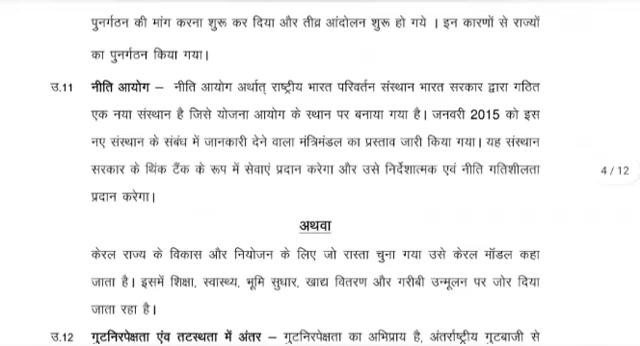 पुनर्गठन की मांग करना शुरू कर दिया और तीव्र आंदोलन शुरू हो गये । इन कारणों से राज्यों
का पुनर्गठन किया गया।
उ.11 नीति आयोग – नीति आयोग अर्थात् राष्ट्रीय भारत परिवर्तन संस्थान भारत सरकार द्वारा गठित
एक नया संस्थान है जिसे योजना आयोग के स्थान पर बनाया गया है। जनवरी 2015 को इस
नए संस्थान के संबंध में जानकारी देने वाला मंत्रिमंडल का प्रस्ताव जारी किया गया। यह संस्थान
सरकार के थिंक टैंक के रूप में सेवाएं प्रदान करेगा और उसे निर्देशात्मक एवं नीति गतिशीलता
4 / 12
प्रदान करेगा।
अथवा
केरल राज्य के विकास और नियोजन के लिए जो रास्ता चुना गया उसे केरल मॉडल कहा
जाता है। इसमें शिक्षा, स्वास्थ्य, भूमि सुधार, खाद्य वितरण और गरीबी उन्मूलन पर जोर दिया
जाता रहा है।
उ.12 गुटनिरपेक्षता एंव तटस्थता में अंतर – गुटनिरपेक्षता का अभिप्राय है, अंतर्राष्ट्रीय गुटबाजी से